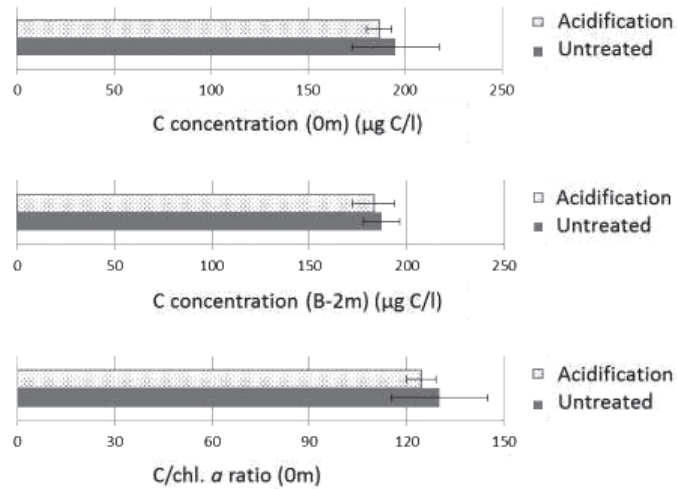 Acidification
Untreated
0 50 100 150 200 250
C concentration (0m) (µg C/l)
Acidification
Untreated
0 50 100 150 200 250
C concentration (B-2m) (µg C/l)
Acidification
Untreated
0 30 60 90 120 150
C/chl. a ratio (0m)